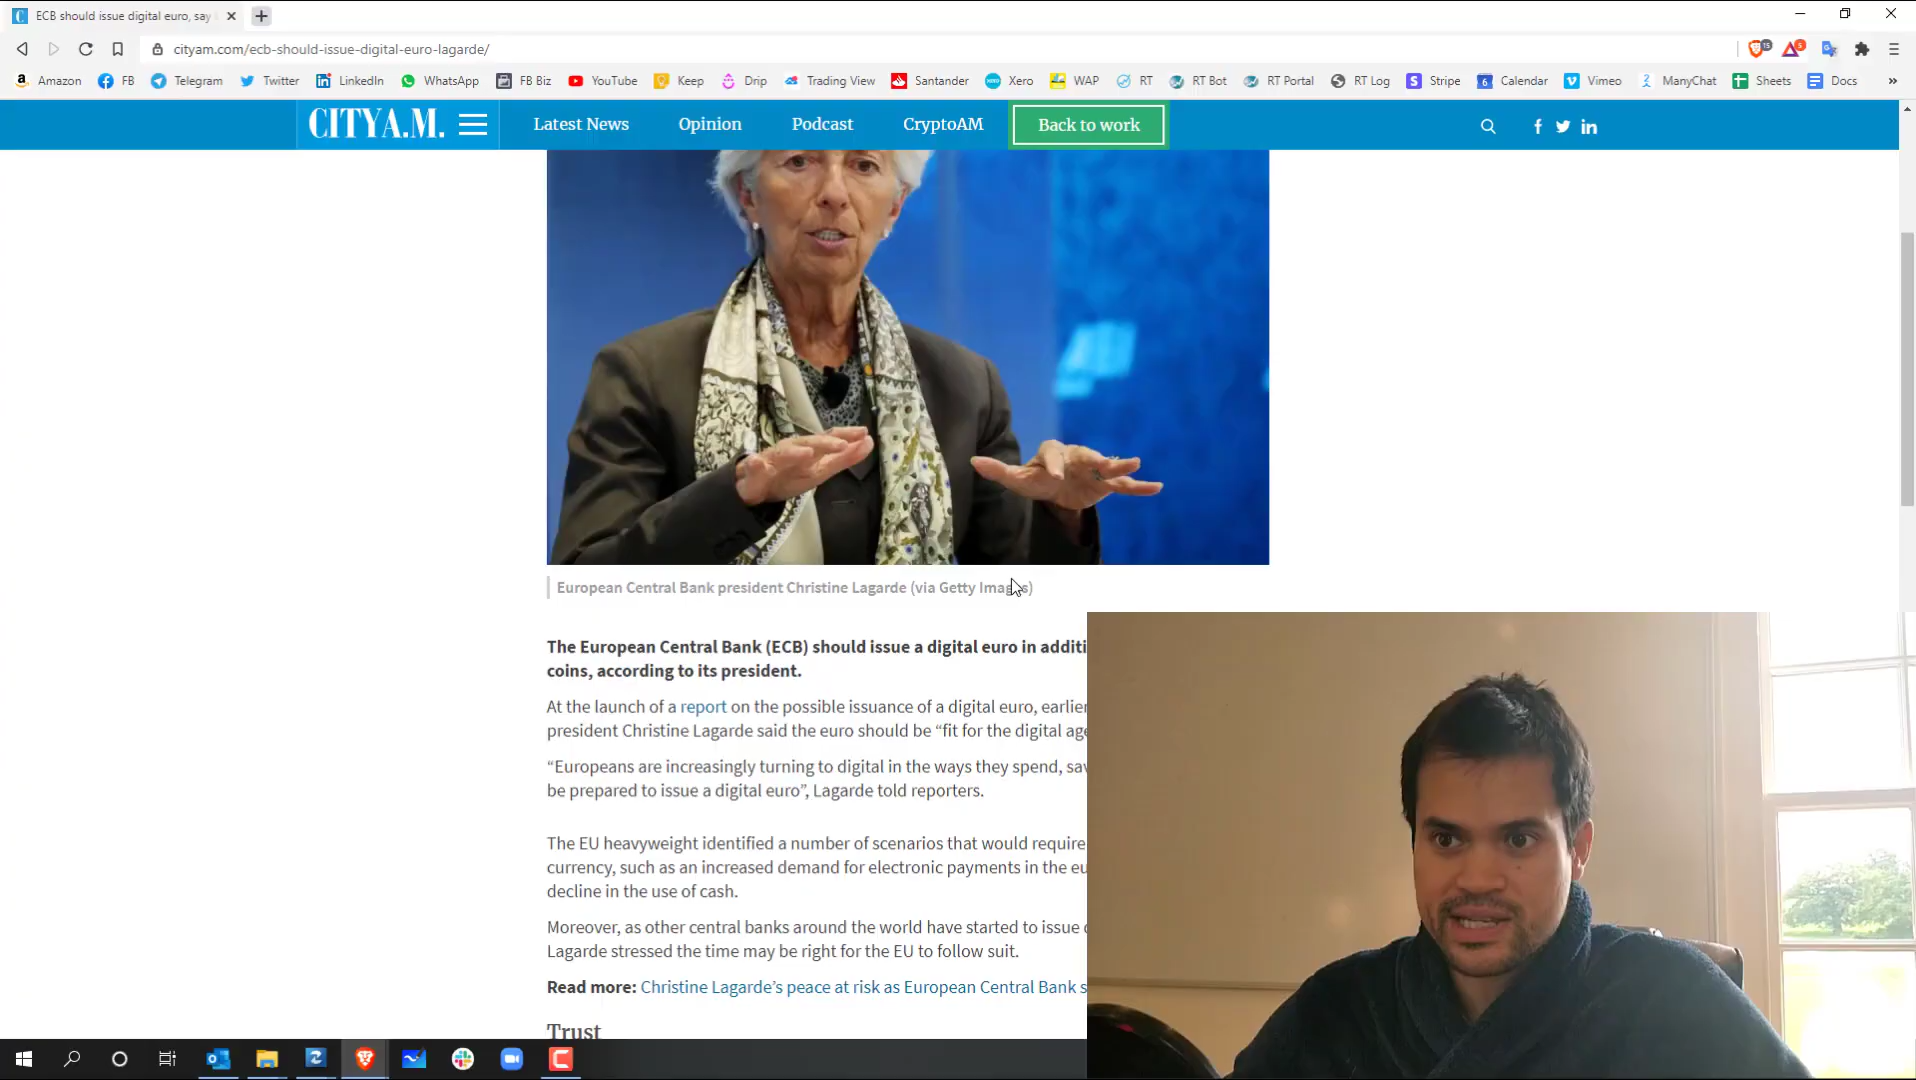 ECB should issue digital euro, say
cityam.com/ecb-should-issue-digital-euro-lagarde/
15
5
Amazon FB Telegram Twitter LinkedIn WhatsApp FB Biz YouTube Keep Drip Trading View Santander Xero WAP RT RT Bot RT Portal RT Log Stripe Calendar Vimeo ManyChat Sheets Docs »
CITYA.M. Latest News Opinion Podcast CryptoAM Back to work
European Central Bank president Christine Lagarde (via Getty Images)
The European Central Bank (ECB) should issue a digital euro in additi
coins, according to its president.
At the launch of a report on the possible issuance of a digital euro, earlier
president Christine Lagarde said the euro should be “fit for the digital age
“Europeans are increasingly turning to digital in the ways they spend, sav
be prepared to issue a digital euro”, Lagarde told reporters.
The EU heavyweight identified a number of scenarios that would require
currency, such as an increased demand for electronic payments in the eu
decline in the use of cash.
Moreover, as other central banks around the world have started to issue
Lagarde stressed the time may be right for the EU to follow suit.
Read more: Christine Lagarde’s peace at risk as European Central Bank s
Trust